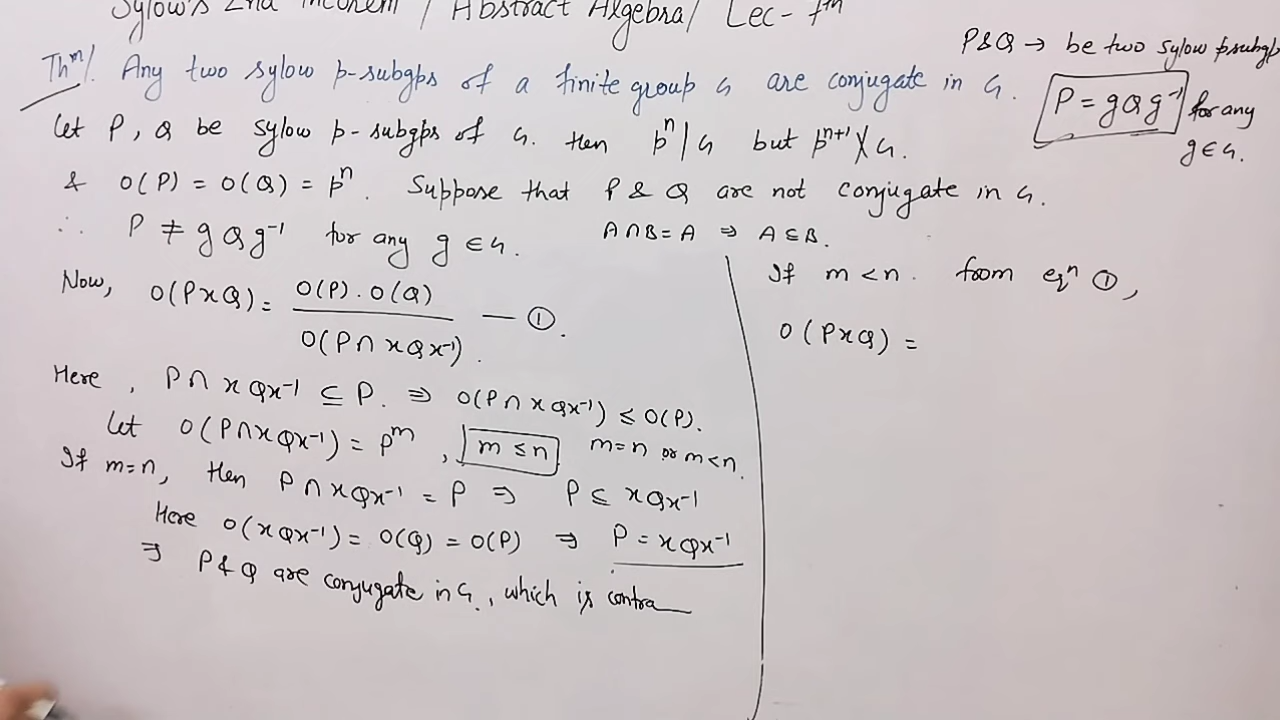 Sylow's 2nd Theorem / Abstract Algebra / Lec - 7th
Thm/. Any two sylow p-subgps of a finite group G are conjugate in G.
P & Q → be two sylow p subgp
P = gQg⁻¹ for any
g ∈ G.
Let P, Q be sylow p-subgps of G. then pⁿ | G but pⁿ⁺¹ ∤ G.
& O(P) = O(Q) = pⁿ. Suppose that P & Q are not conjugate in G.
∴ P ≠ gQg⁻¹ for any g ∈ G. A∩B = A ⇒ A ⊆ B.
Now, O(PxQ) = O(P).O(Q) / O(P∩xQx⁻¹). — ①.
Here, P∩xQx⁻¹ ⊆ P. ⇒ O(P∩xQx⁻¹) ≤ O(P).
Let O(P∩xQx⁻¹) = pᵐ, m ≤ n m=n or m<n.
If m=n, then P∩xQx⁻¹ = P ⇒ P ⊆ xQx⁻¹
Here O(xQx⁻¹) = O(Q) = O(P) ⇒ P = xQx⁻¹
⇒ P & Q are conjugate in G., which is contra
If m < n. from eqⁿ ①,
O(PxQ) =